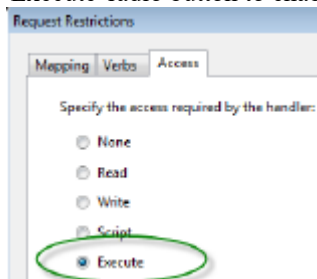 Request Restrictions
Mapping Verbs Access
Specify the access required by the handler:
None
Read
Write
Script
Execute